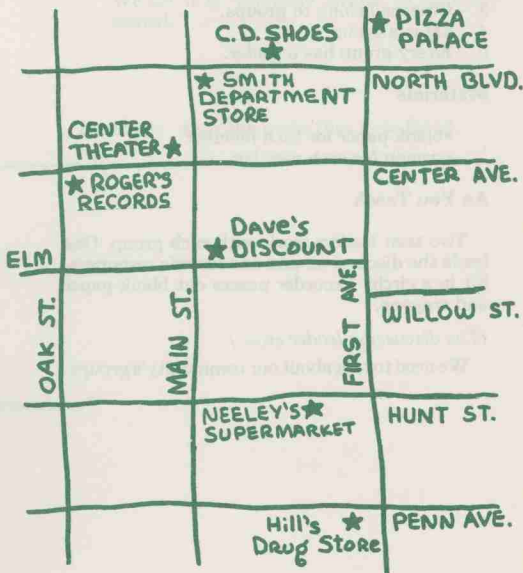 C.D. SHOES
PIZZA
PALACE
SMITH
DEPARTMENT
STORE
NORTH BLVD.
CENTER
THEATER
CENTER AVE.
ROGER'S
RECORDS
Dave's
DISCOUNT
ELM
WILLOW ST.
OAK ST.
MAIN ST.
FIRST AVE.
NEELEY'S
SUPERMARKET
HUNT ST.
Hill's
Drug Store
PENN AVE.